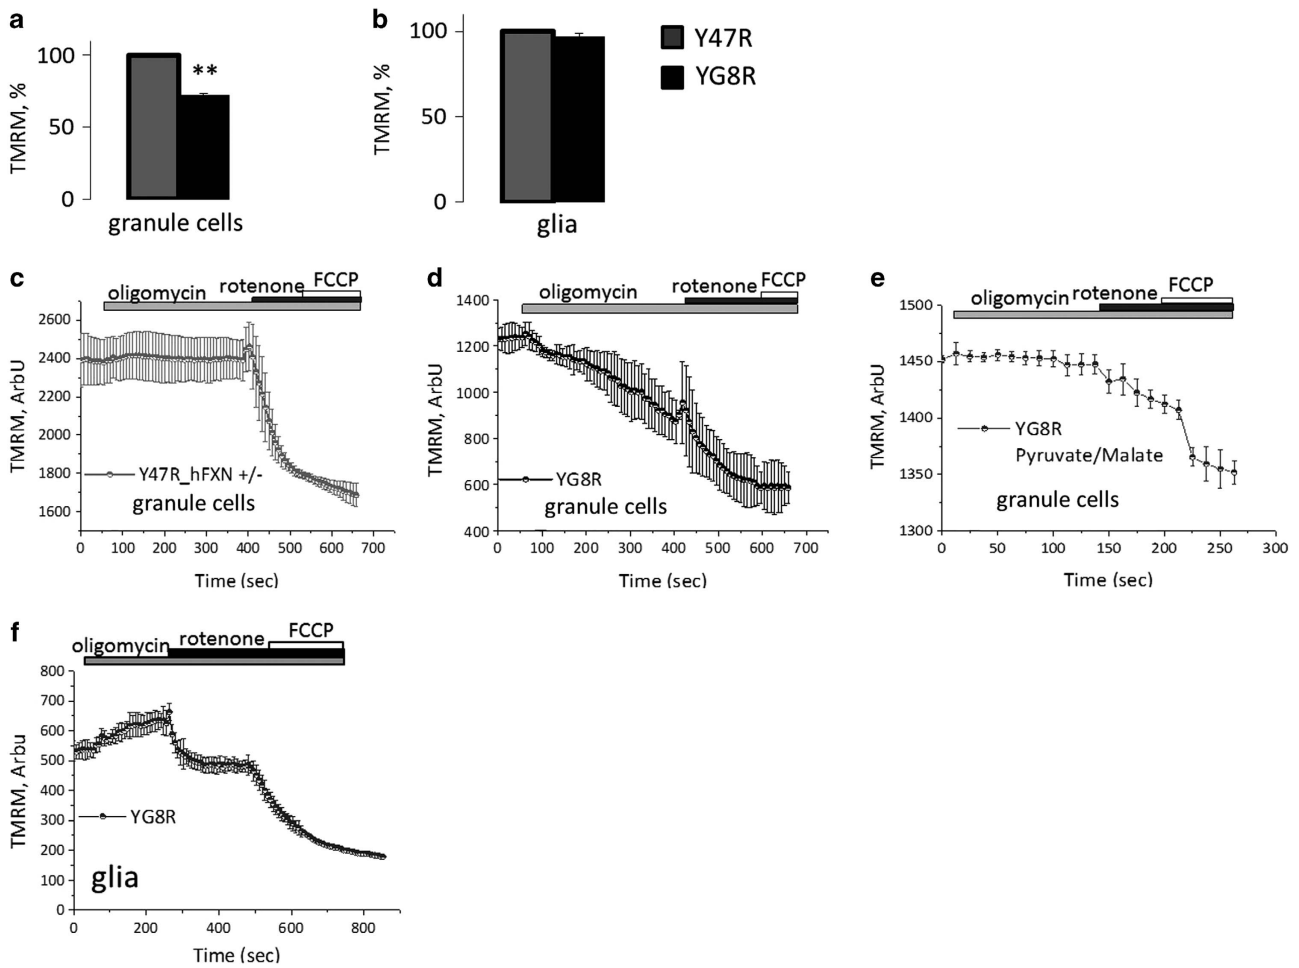 a
TMRM, %
100
50
0
**
granule cells
b
TMRM, %
100
50
0
glia
Y47R
YG8R
c
oligomycin
rotenone
FCCP
TMRM, ArbU
2600
2400
2200
2000
1800
1600
Y47R_hFXN +/-
granule cells
0 100 200 300 400 500 600 700
Time (sec)
d
oligomycin
rotenone
FCCP
TMRM, ArbU
1400
1200
1000
800
600
400
YG8R
granule cells
0 100 200 300 400 500 600 700
Time (sec)
e
oligomycin
rotenone
FCCP
TMRM, ArbU
1500
1450
1400
1350
1300
YG8R
Pyruvate/Malate
granule cells
0 50 100 150 200 250 300
Time (sec)
f
oligomycin
rotenone
FCCP
TMRM, Arbu
800
700
600
500
400
300
200
100
0
YG8R
glia
0 200 400 600 800
Time (sec)